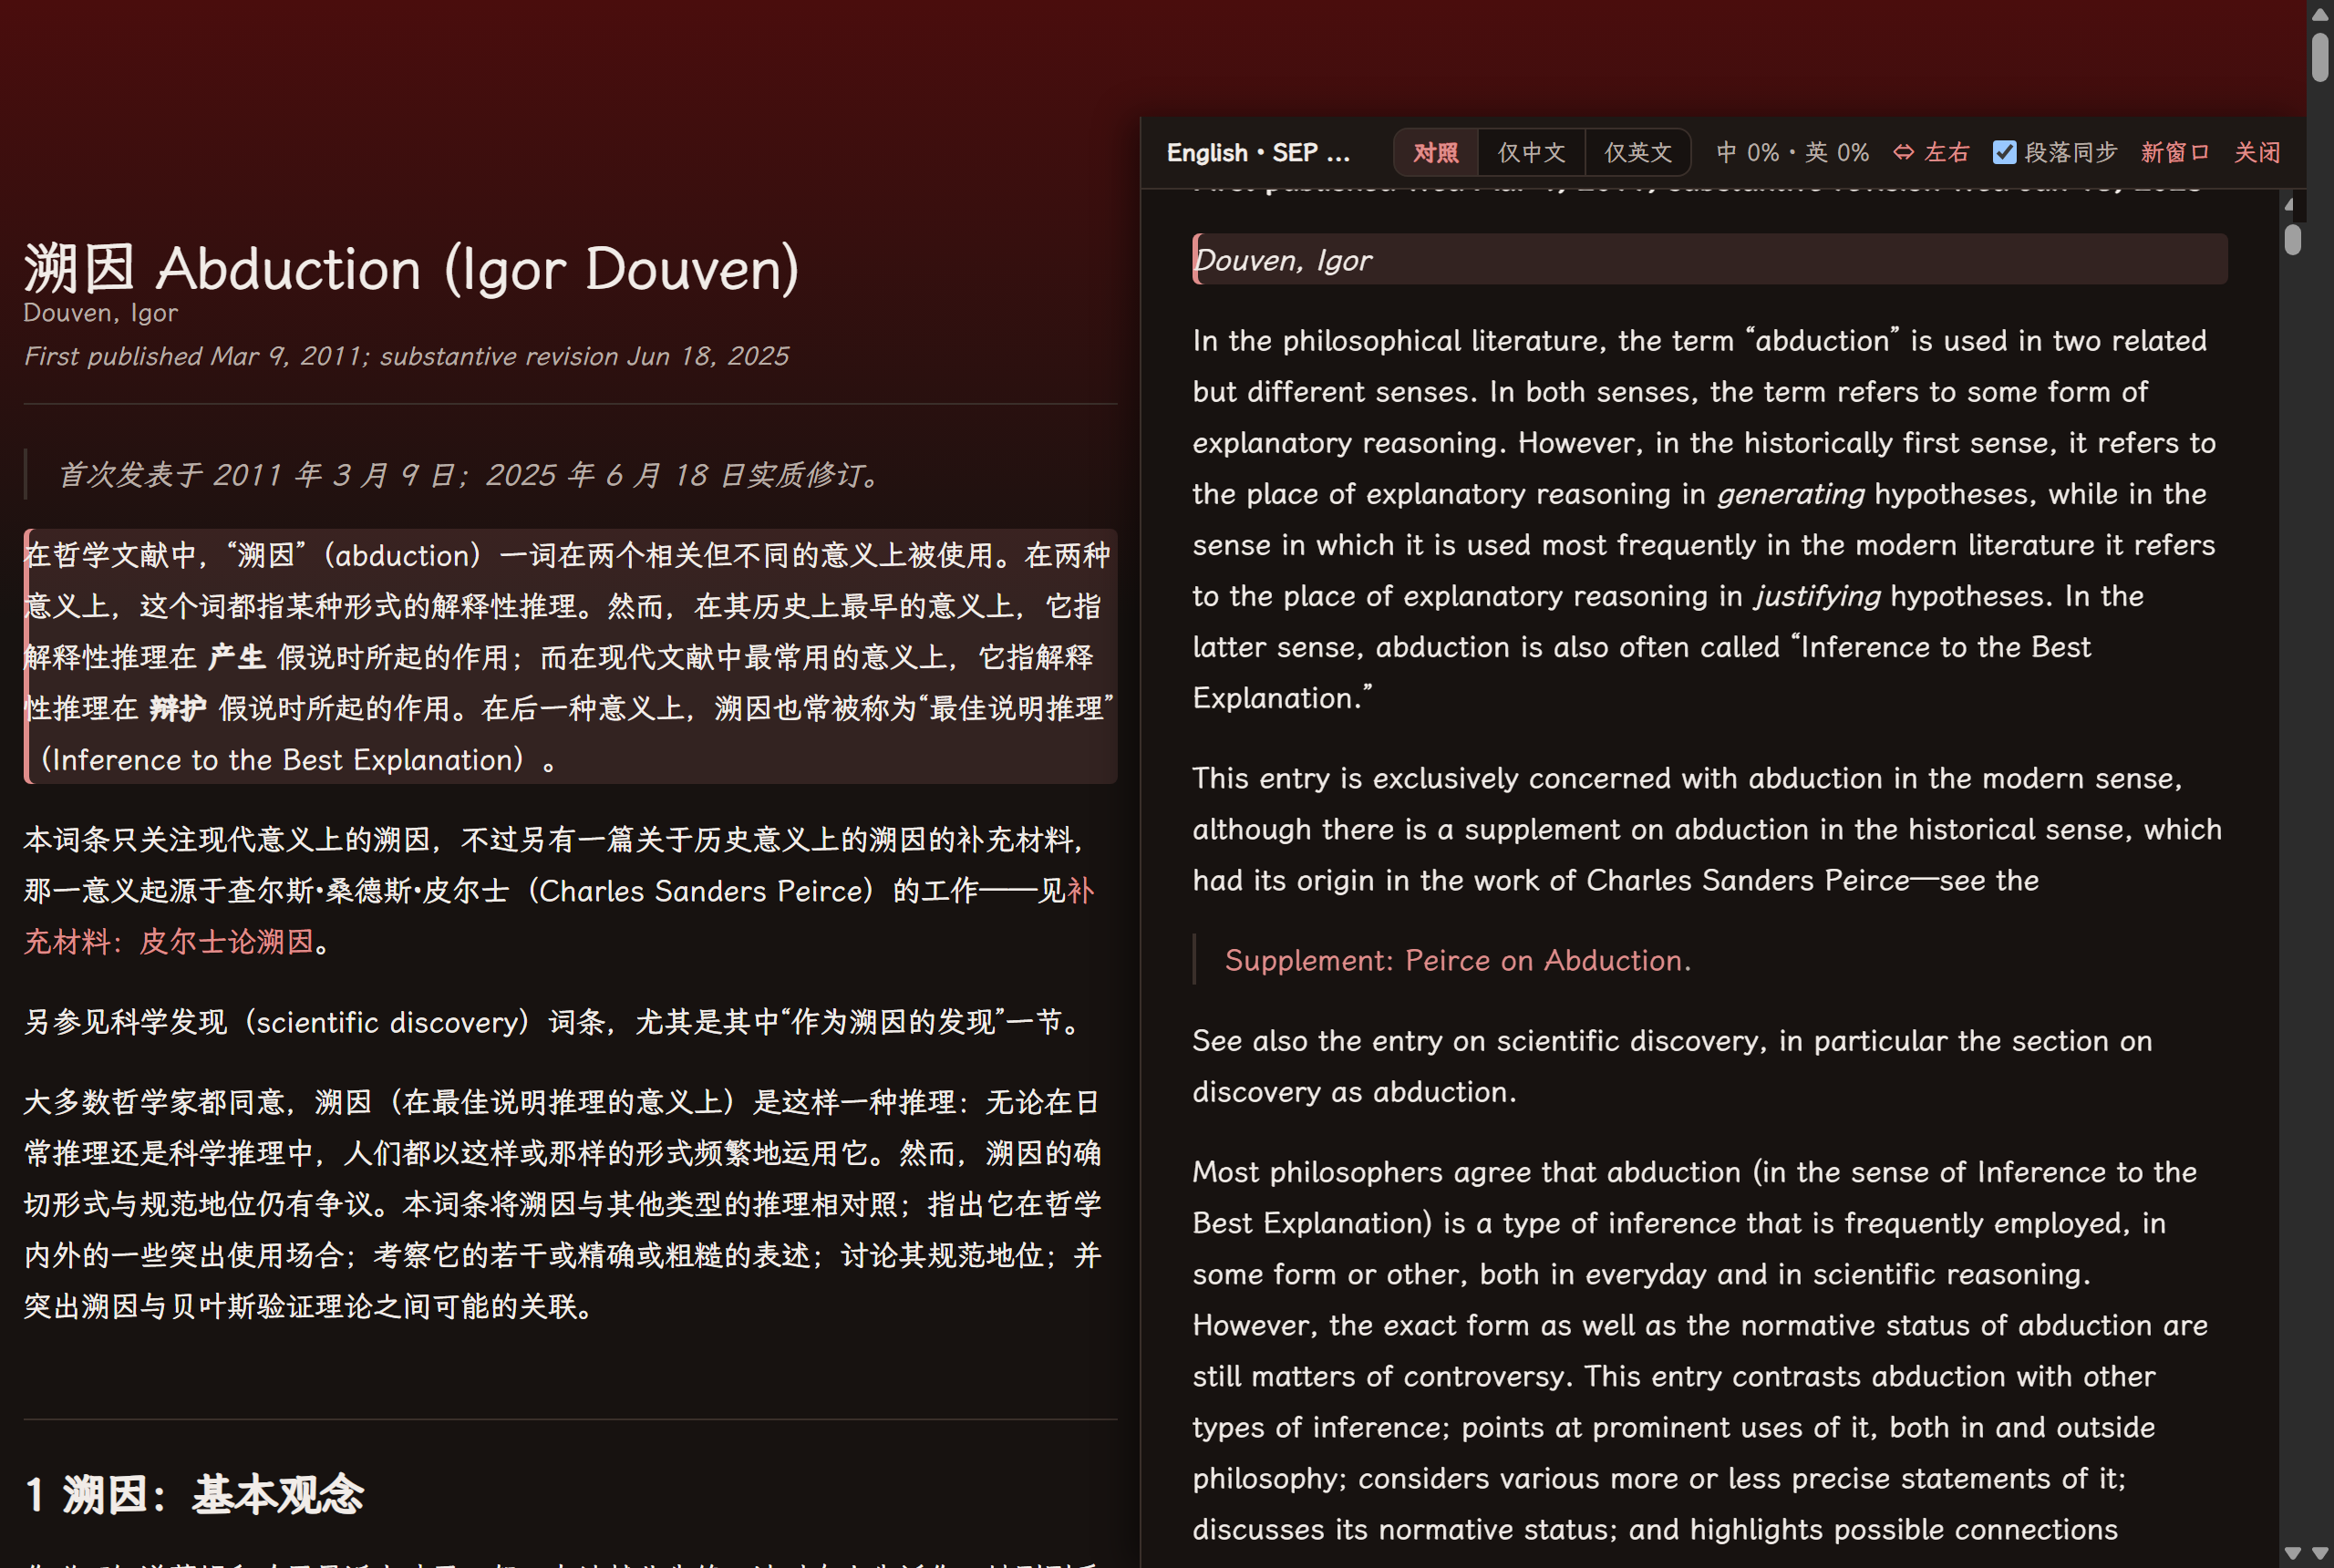 溯因 Abduction (Igor Douven)
Douven, Igor
First published Mar 9, 2011; substantive revision Jun 18, 2025
首次发表于 2011 年 3 月 9 日；2025 年 6 月 18 日实质修订。
在哲学文献中，“溯因”（abduction）一词在两个相关但不同的意义上被使用。在两种
意义上，这个词都指某种形式的解释性推理。然而，在其历史上最早的意义上，它指
解释性推理在 产生 假说时所起的作用；而在现代文献中最常用的意义上，它指解释
性推理在 辩护 假说时所起的作用。在后一种意义上，溯因也常被称为“最佳说明推理”
（Inference to the Best Explanation）。
本词条只关注现代意义上的溯因，不过另有一篇关于历史意义上的溯因的补充材料，
那一意义起源于查尔斯•桑德斯•皮尔士（Charles Sanders Peirce）的工作——见补
充材料：皮尔士论溯因。
另参见科学发现（scientific discovery）词条，尤其是其中“作为溯因的发现”一节。
大多数哲学家都同意，溯因（在最佳说明推理的意义上）是这样一种推理：无论在日
常推理还是科学推理中，人们都以这样或那样的形式频繁地运用它。然而，溯因的确
切形式与规范地位仍有争议。本词条将溯因与其他类型的推理相对照；指出它在哲学
内外的一些突出使用场合；考察它的若干或精确或粗糙的表述；讨论其规范地位；并
突出溯因与贝叶斯验证理论之间可能的关联。
1 溯因：基本观念
English • SEP ... 对照 仅中文 仅英文 中 0% • 英 0% ⇔ 左右 段落同步 新窗口 关闭
Douven, Igor
In the philosophical literature, the term “abduction” is used in two related
but different senses. In both senses, the term refers to some form of
explanatory reasoning. However, in the historically first sense, it refers to
the place of explanatory reasoning in generating hypotheses, while in the
sense in which it is used most frequently in the modern literature it refers
to the place of explanatory reasoning in justifying hypotheses. In the
latter sense, abduction is also often called “Inference to the Best
Explanation.”
This entry is exclusively concerned with abduction in the modern sense,
although there is a supplement on abduction in the historical sense, which
had its origin in the work of Charles Sanders Peirce—see the
Supplement: Peirce on Abduction.
See also the entry on scientific discovery, in particular the section on
discovery as abduction.
Most philosophers agree that abduction (in the sense of Inference to the
Best Explanation) is a type of inference that is frequently employed, in
some form or other, both in everyday and in scientific reasoning.
However, the exact form as well as the normative status of abduction are
still matters of controversy. This entry contrasts abduction with other
types of inference; points at prominent uses of it, both in and outside
philosophy; considers various more or less precise statements of it;
discusses its normative status; and highlights possible connections